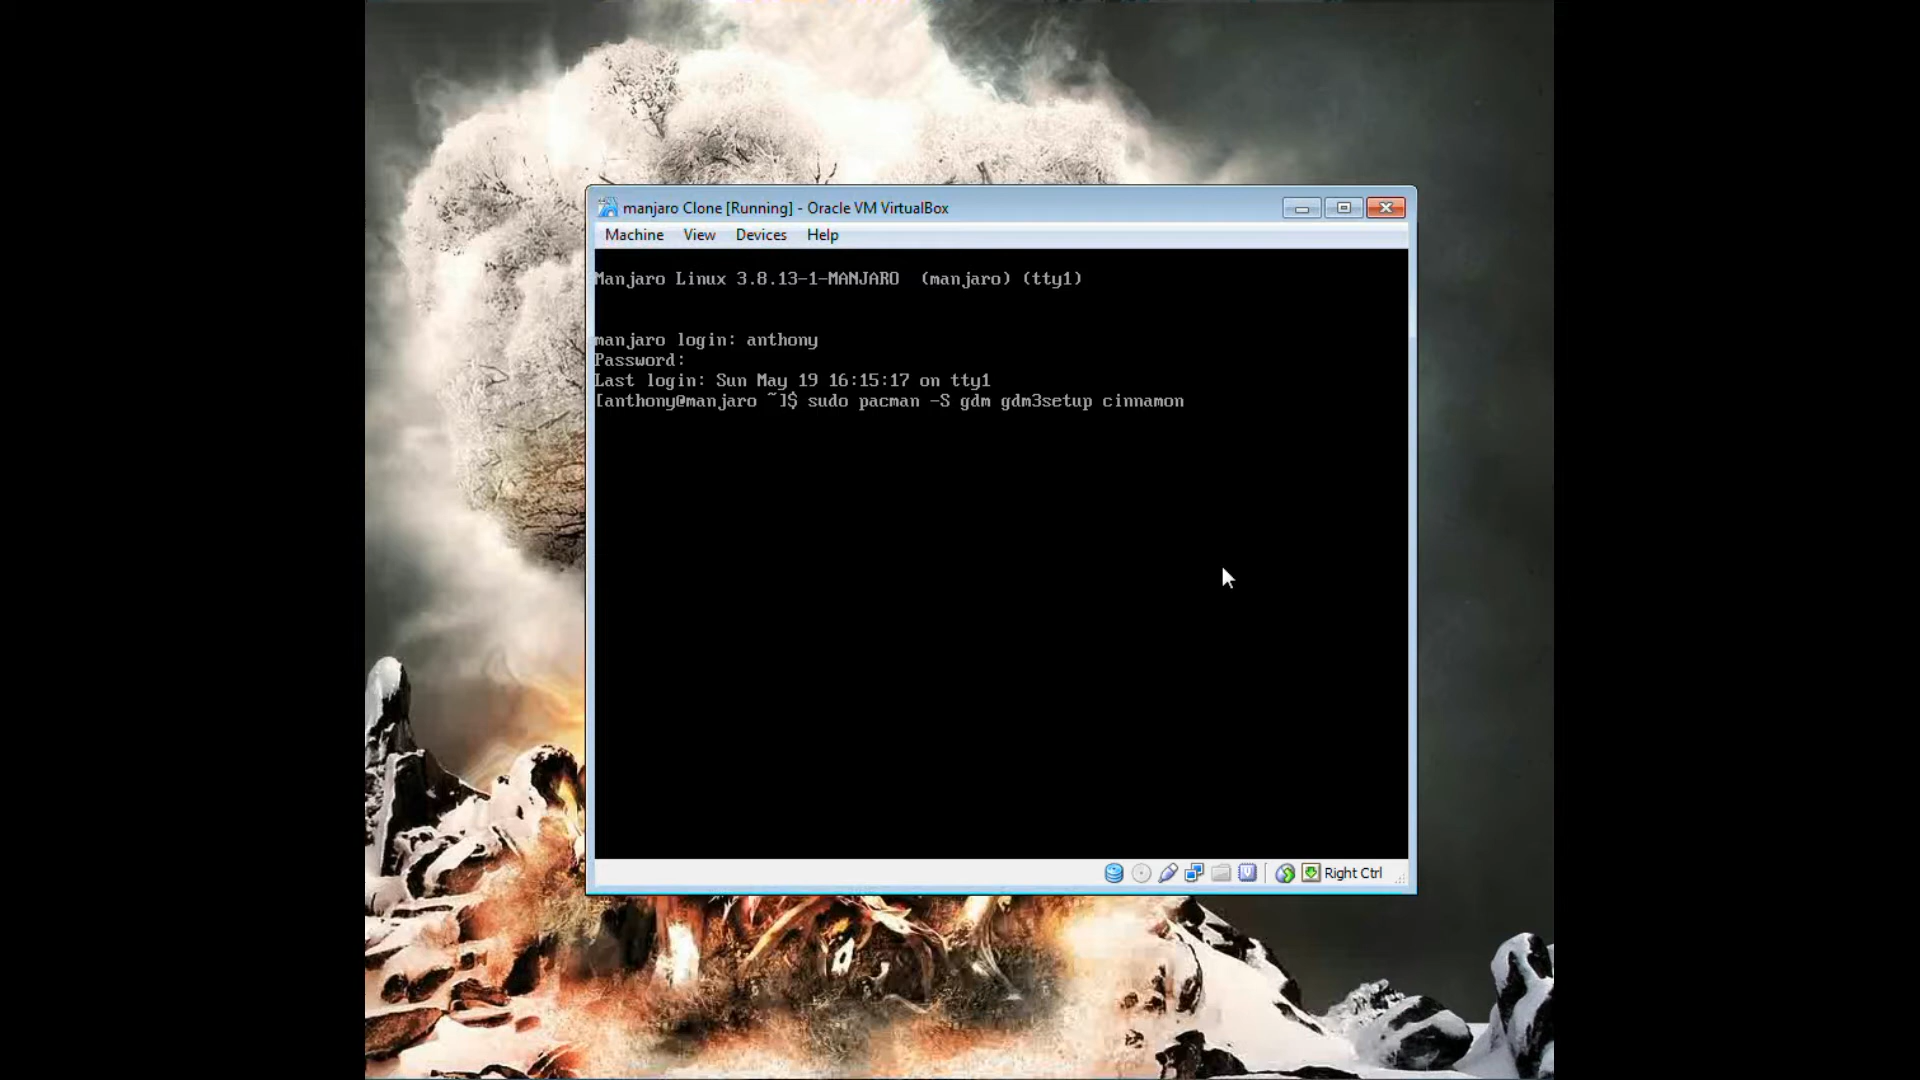 manjaro Clone [Running] - Oracle VM VirtualBox
Machine View Devices Help
Manjaro Linux 3.8.13-1-MANJARO (manjaro) (tty1)
manjaro login: anthony
Password:
Last login: Sun May 19 16:15:17 on tty1
[anthony@manjaro ~]$ sudo pacman -S gdm gdm3setup cinnamon
Right Ctrl